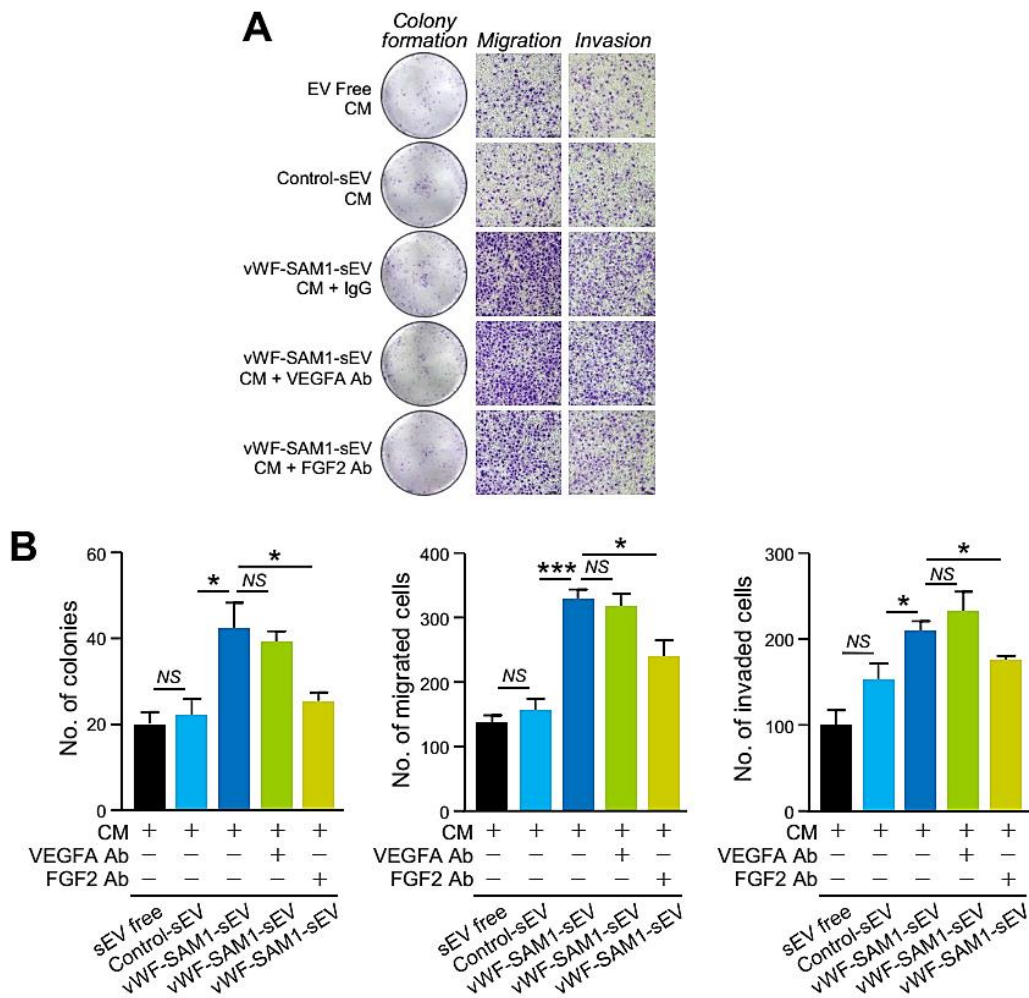 A
Colony
formation Migration Invasion
EV Free
CM
Control-sEV
CM
vWF-SAM1-sEV
CM + IgG
vWF-SAM1-sEV
CM + VEGFA Ab
vWF-SAM1-sEV
CM + FGF2 Ab
B
No. of colonies
60
40
20
0
NS
*
NS
*
CM + + + + +
VEGFA Ab − − − + −
FGF2 Ab − − − − +
sEV free
Control-sEV
vWF-SAM1-sEV
vWF-SAM1-sEV
vWF-SAM1-sEV
No. of migrated cells
400
300
200
100
0
NS
***
NS
*
CM + + + + +
VEGFA Ab − − − + −
FGF2 Ab − − − − +
sEV free
Control-sEV
vWF-SAM1-sEV
vWF-SAM1-sEV
vWF-SAM1-sEV
No. of invaded cells
300
200
100
0
NS
*
NS
*
CM + + + + +
VEGFA Ab − − − + −
FGF2 Ab − − − − +
sEV free
Control-sEV
vWF-SAM1-sEV
vWF-SAM1-sEV
vWF-SAM1-sEV